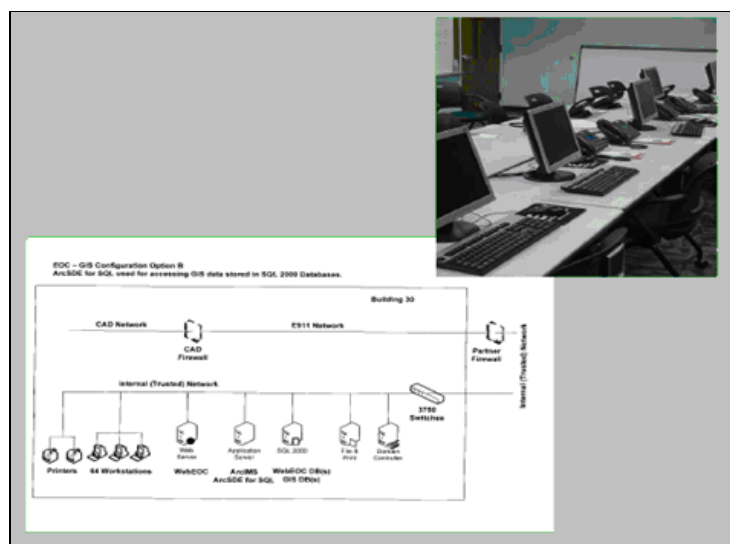 EOC – GIS Configuration Option B
ArcSDE for SQL used for accessing GIS data stored in SQL 2000 Databases.
Building 30
CAD Network
E911 Network
CAD
Firewall
Partner
Firewall
Internal (Trusted) Network
Internal (Trusted) Network
3750
Switches
Web
Server
Application
Server
SQL 2000
File &
Print
Domain
Controller
Printers
64 Workstations
WebEOC
ArcIMS
ArcSDE for SQL
WebEOC DB(s)
GIS DB(s)